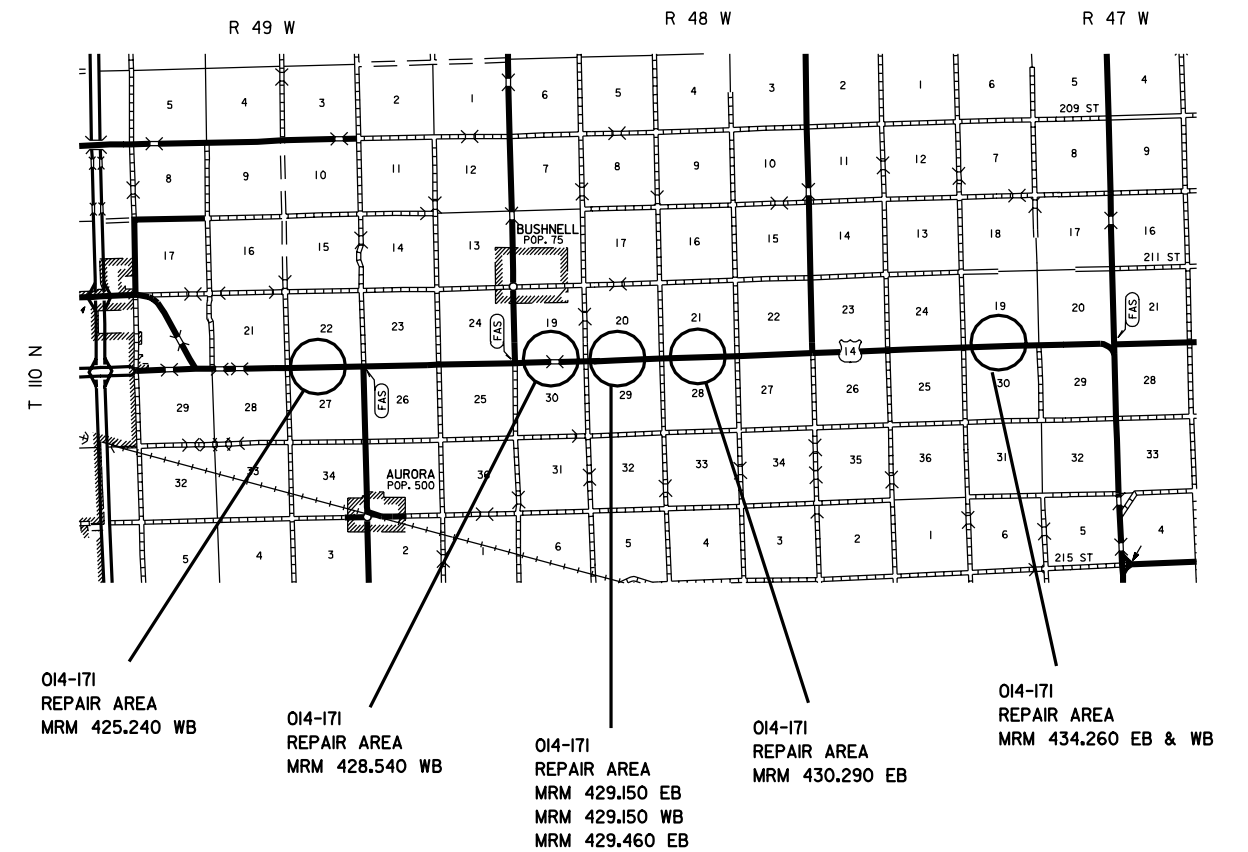 R 49 W
R 48 W
R 47 W
5 4 3 2 1 6 5 4 3 2 1 6 5 4
209 ST
8 9 10 11 12 7 8 9 10 11 12 7 8 9
17 16 15 14 13 17 16 15 14 13 18 17 16
BUSHNELL
POP. 75
211 ST
21 22 23 24 19 20 21 22 23 24 19 20 21
FAS
FAS
14
T 110 N
29 28 27 26 25 30 29 28 27 26 25 30 29 28
FAS
32 33 34 36 31 32 33 34 35 36 31 32 33
AURORA
POP. 500
5 4 3 2 1 6 5 4 3 2 1 6 5 4
215 ST
014-171
REPAIR AREA
MRM 425.240 WB
014-171
REPAIR AREA
MRM 428.540 WB
014-171
REPAIR AREA
MRM 429.150 EB
MRM 429.150 WB
MRM 429.460 EB
014-171
REPAIR AREA
MRM 430.290 EB
014-171
REPAIR AREA
MRM 434.260 EB & WB